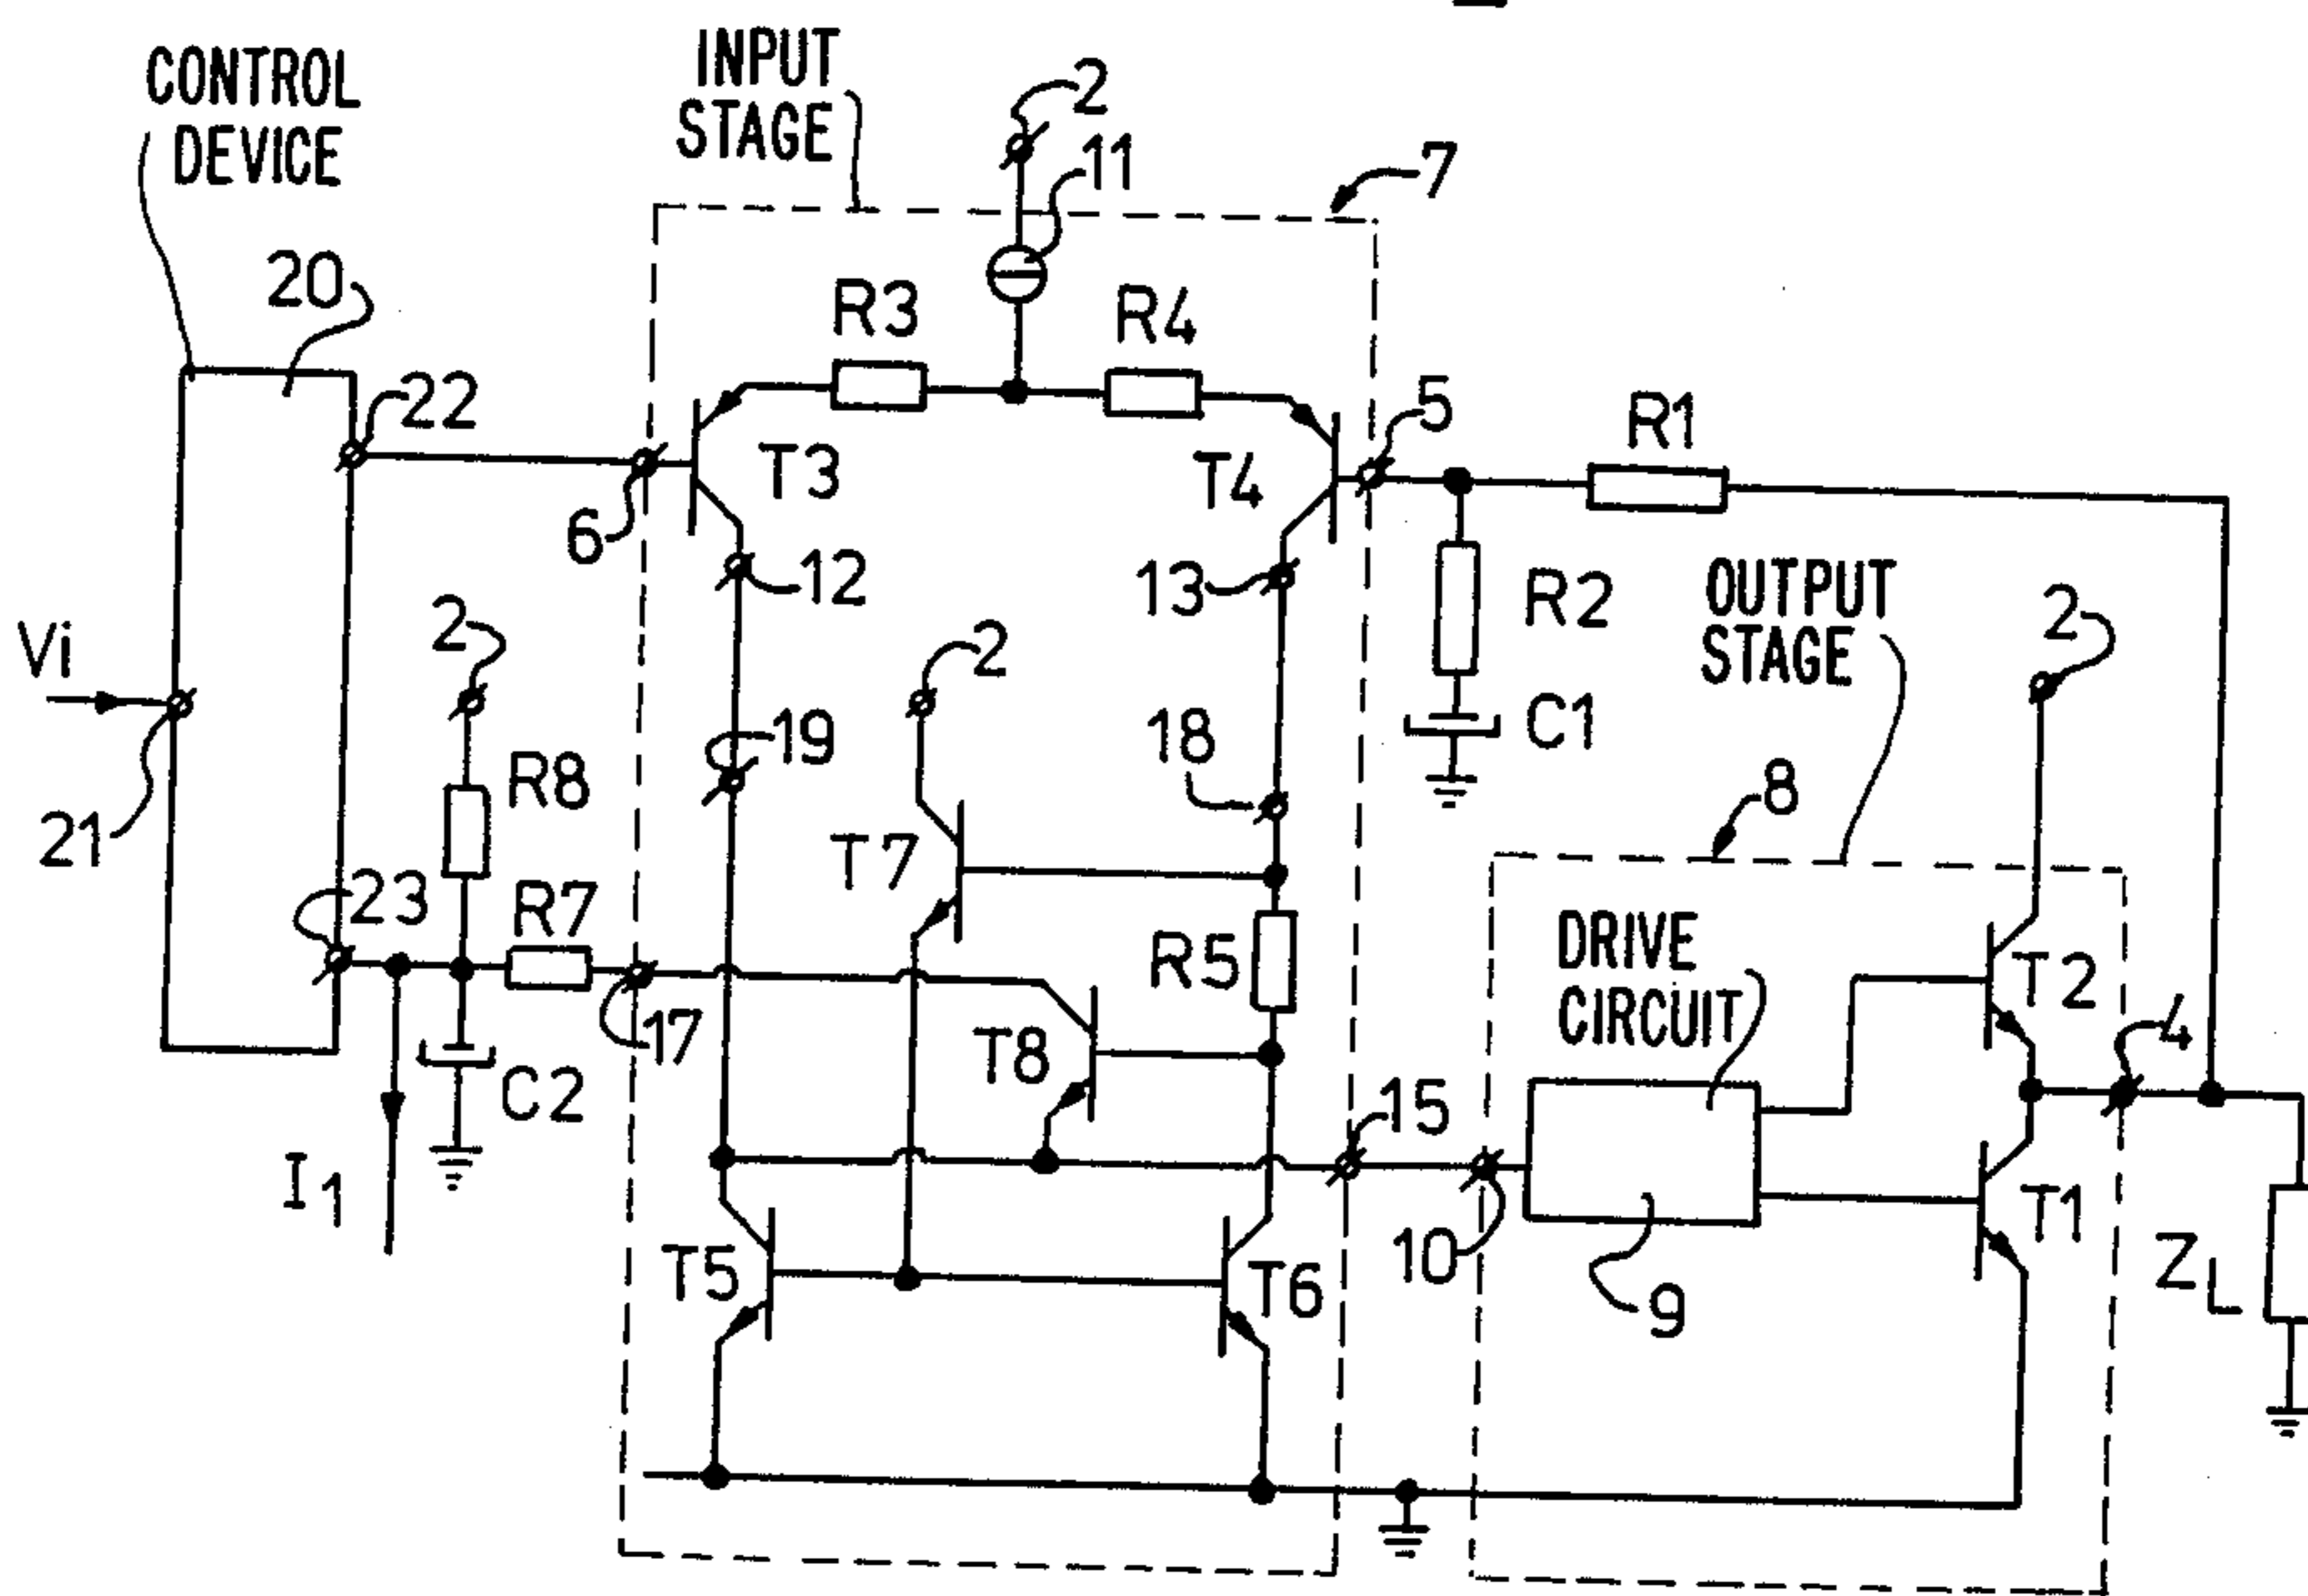 CONTROL
DEVICE
INPUT
STAGE
2
11
7
20
R3
R4
22
5
R1
T3
T4
6
12
13
R2
OUTPUT
STAGE
2
Vi
2
2
19
18
C1
R8
8
21
T7
23
R7
R5
DRIVE
CIRCUIT
T2
17
T8
4
C2
15
I1
T5
T6
10
T1
9
ZL